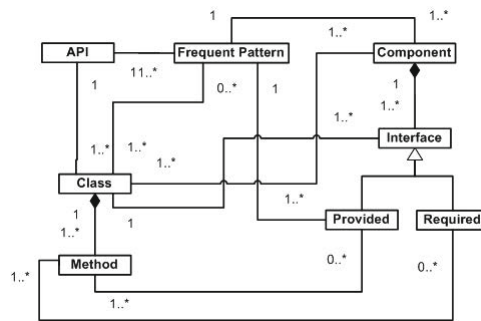 1 1..*
API Frequent Pattern 1..* Component
11..*
1 0..* 1 1
1..*
1..* Interface
1..* 1..*
1..*
Class
1..*
1 1 Provided Required
1..*
Method 0..* 0..*
1..*
1..*